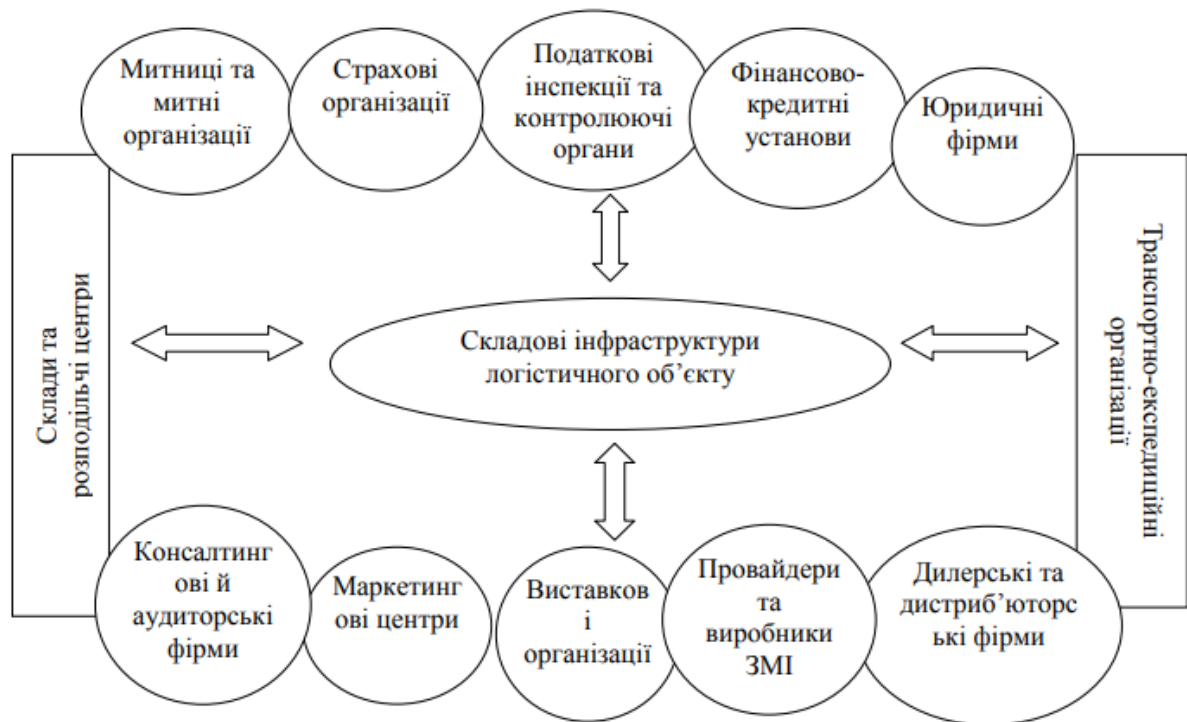 Митниці та
митні
організації
Страхові
організації
Податкові
інспекції та
контролюючі
органи
Фінансово-
кредитні
установи
Юридичні
фірми
Склади та
розподільчі центри
Складові інфраструктури
логістичного об’єкту
Транспортно-експедиційні
організації
Консалтинг
ові й
аудиторські
фірми
Маркетинг
ові центри
Виставков
і
організації
Провайдери
та
виробники
ЗМІ
Дилерські та
дистриб’юторс
ькі фірми